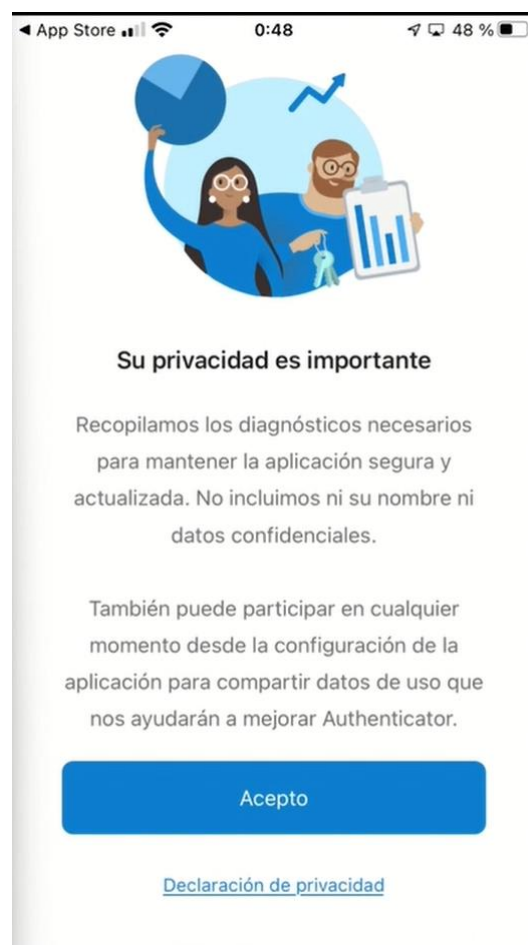 App Store
0:48
48 %
Su privacidad es importante
Recopilamos los diagnósticos necesarios
para mantener la aplicación segura y
actualizada. No incluimos ni su nombre ni
datos confidenciales.
También puede participar en cualquier
momento desde la configuración de la
aplicación para compartir datos de uso que
nos ayudarán a mejorar Authenticator.
Acepto
Declaración de privacidad